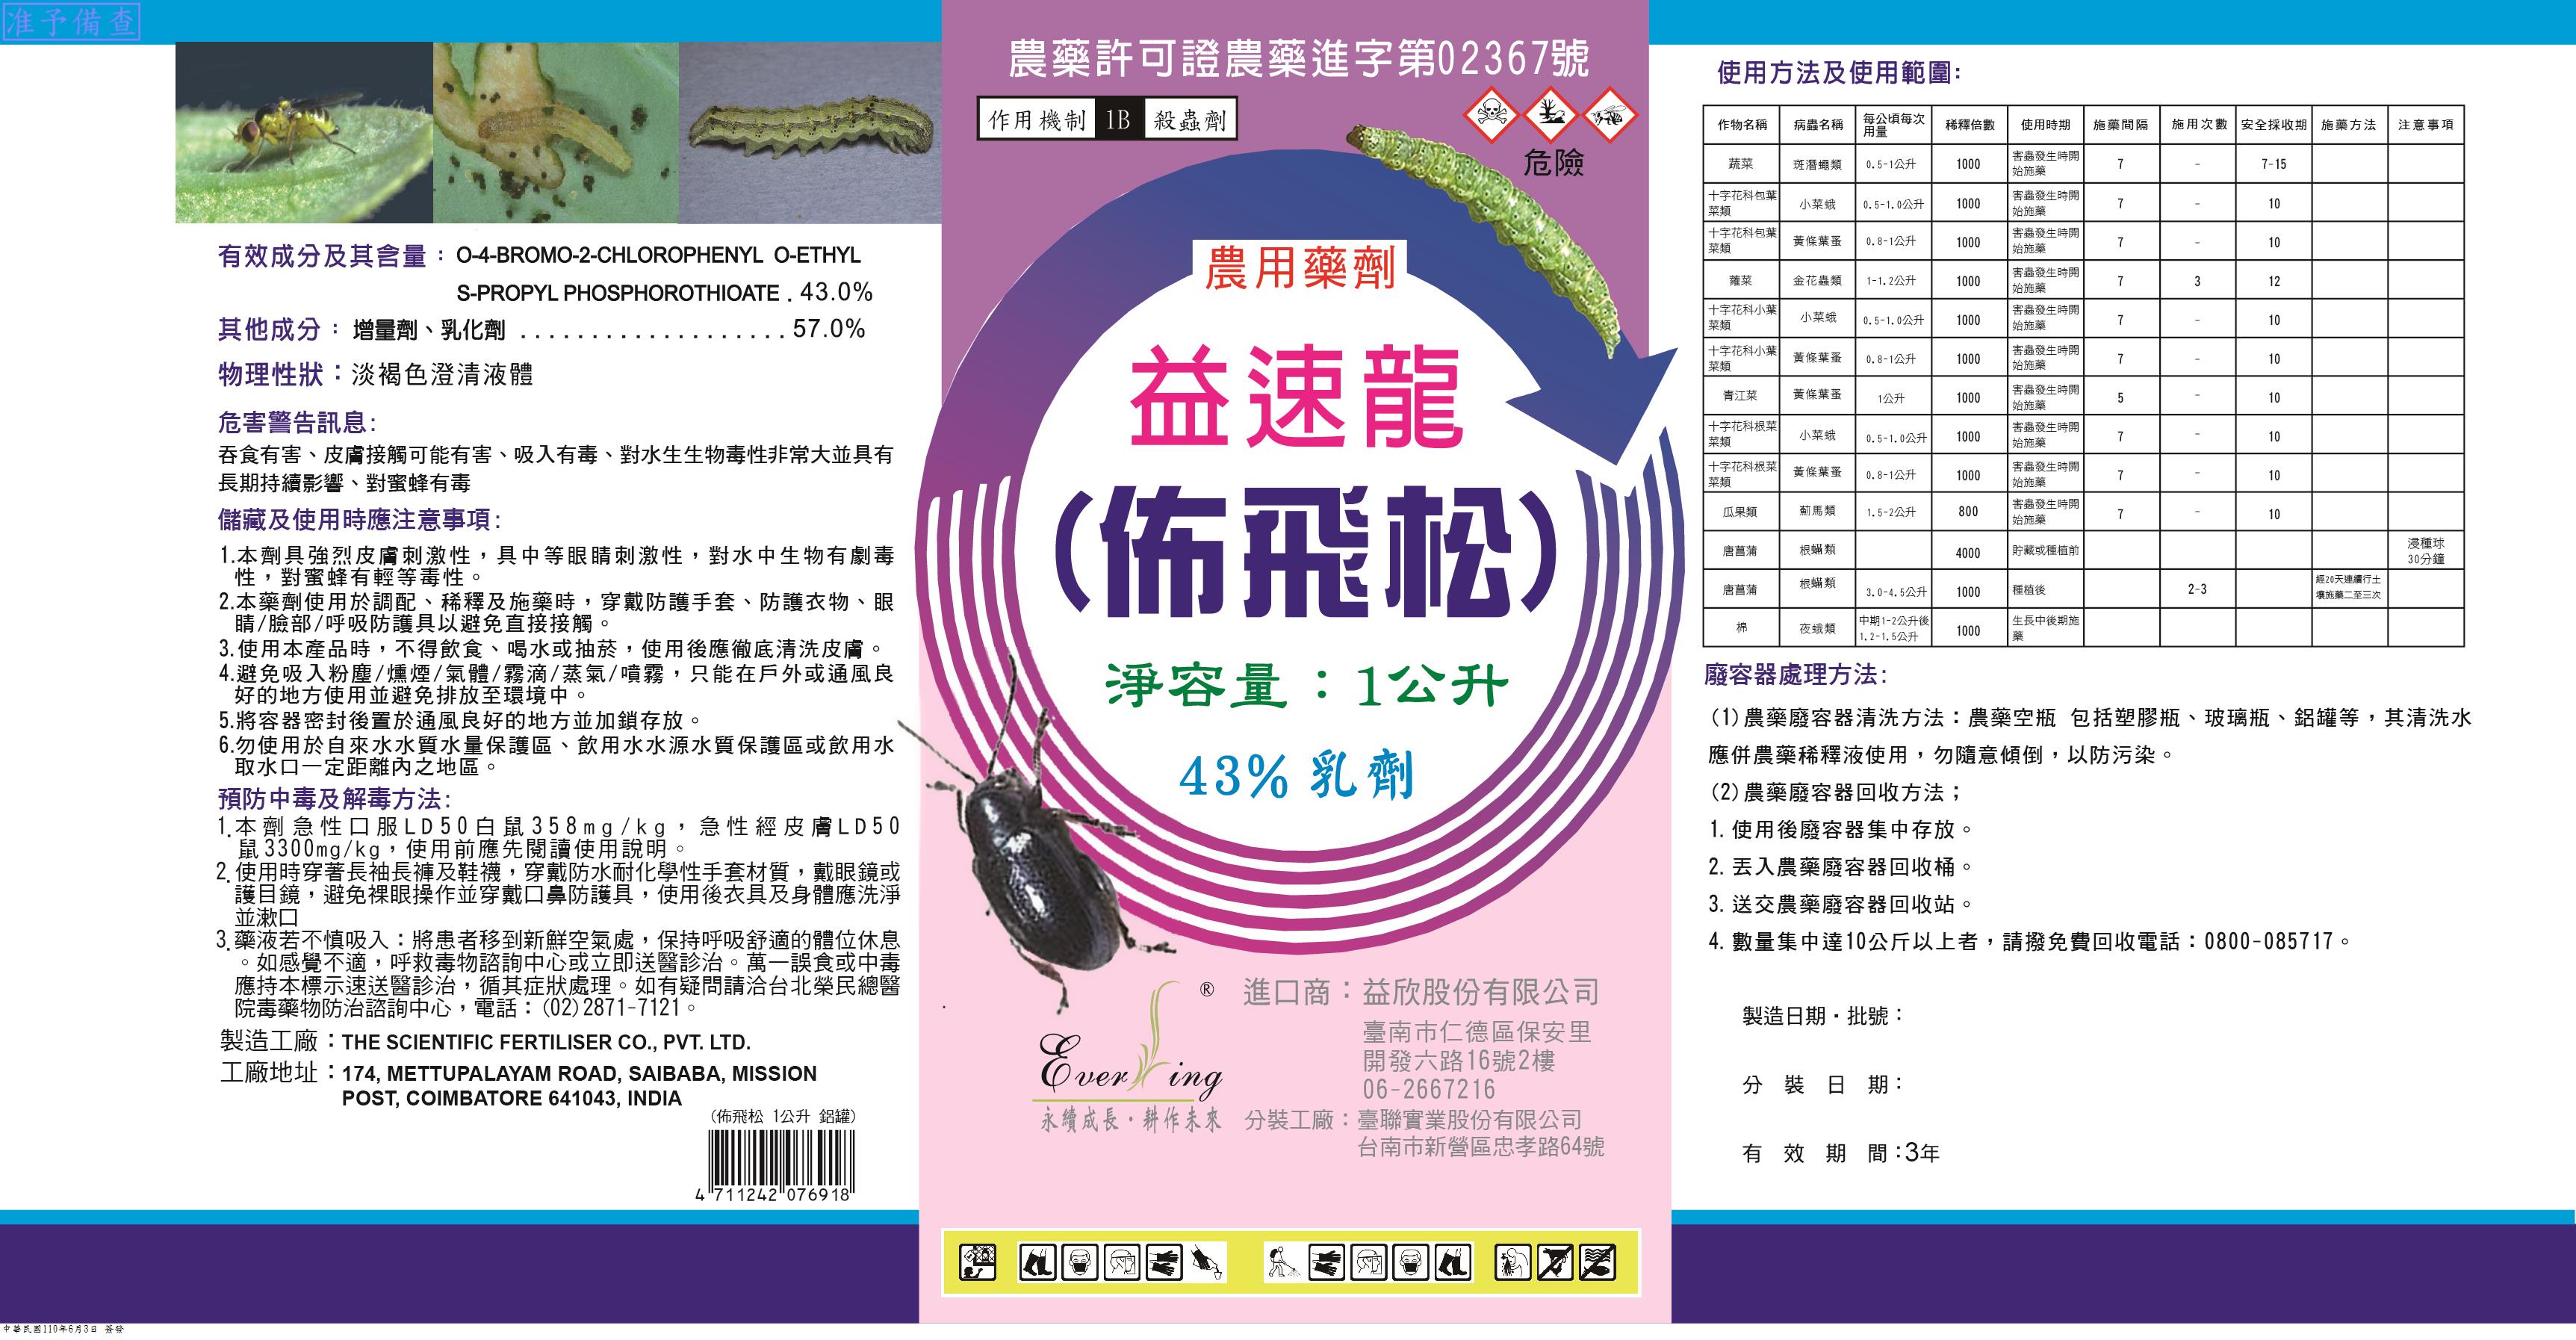 准予備查
有效成分及其含量：O-4-BROMO-2-CHLOROPHENYL O-ETHYL
S-PROPYL PHOSPHOROTHIOATE . 43.0%
其他成分：增量劑、乳化劑 . . . . . . . . . . . . . . . . . . . 57.0%
物理性狀：淡褐色澄清液體
危害警告訊息:
吞食有害、皮膚接觸可能有害、吸入有毒、對水生生物毒性非常大並具有
長期持續影響、對蜜蜂有毒
儲藏及使用時應注意事項:
1.本劑具強烈皮膚刺激性，具中等眼睛刺激性，對水中生物有劇毒
性，對蜜蜂有輕等毒性。
2.本藥劑使用於調配、稀釋及施藥時，穿戴防護手套、防護衣物、眼
睛/臉部/呼吸防護具以避免直接接觸。
3.使用本產品時，不得飲食、喝水或抽菸，使用後應徹底清洗皮膚。
4.避免吸入粉塵/燻煙/氣體/霧滴/蒸氣/噴霧，只能在戶外或通風良
好的地方使用並避免排放至環境中。
5.將容器密封後置於通風良好的地方並加鎖存放。
6.勿使用於自來水水質水量保護區、飲用水水源水質保護區或飲用水
取水口一定距離內之地區。
預防中毒及解毒方法:
1.本劑急性口服LD50白鼠358mg/kg，急性經皮膚LD50
鼠3300mg/kg，使用前應先閱讀使用說明。
2.使用時穿著長袖長褲及鞋襪，穿戴防水耐化學性手套材質，戴眼鏡或
護目鏡，避免裸眼操作並穿戴口鼻防護具，使用後衣具及身體應洗淨
並漱口
3.藥液若不慎吸入：將患者移到新鮮空氣處，保持呼吸舒適的體位休息
。如感覺不適，呼救毒物諮詢中心或立即送醫診治。萬一誤食或中毒
應持本標示速送醫診治，循其症狀處理。如有疑問請洽台北榮民總醫
院毒藥物防治諮詢中心，電話：(02)2871-7121。
製造工廠：THE SCIENTIFIC FERTILISER CO., PVT. LTD.
工廠地址：174, METTUPALAYAM ROAD, SAIBABA, MISSION
POST, COIMBATORE 641043, INDIA
(佈飛松 1公升 鋁罐)
4 711242 076918
農藥許可證農藥進字第02367號
作用機制 1B 殺蟲劑
危險
農用藥劑
益速龍
(佈飛松)
淨容量：1公升
43% 乳劑
®
EverKing
永續成長・耕作未來
進口商：益欣股份有限公司
臺南市仁德區保安里
開發六路16號2樓
06-2667216
分裝工廠：臺聯實業股份有限公司
台南市新營區忠孝路64號
使用方法及使用範圍:
作物名稱 病蟲名稱 每公頃每次用量 稀釋倍數 使用時期 施藥間隔 施用次數 安全採收期 施藥方法 注意事項
蔬菜 斑潛蠅類 0.5-1公升 1000 害蟲發生時開始施藥 7 - 7-15
十字花科包葉菜類 小菜蛾 0.5-1.0公升 1000 害蟲發生時開始施藥 7 - 10
十字花科包葉菜類 黃條葉蚤 0.8-1公升 1000 害蟲發生時開始施藥 7 - 10
蕹菜 金花蟲類 1-1.2公升 1000 害蟲發生時開始施藥 7 3 12
十字花科小葉菜類 小菜蛾 0.5-1.0公升 1000 害蟲發生時開始施藥 7 - 10
十字花科小葉菜類 黃條葉蚤 0.8-1公升 1000 害蟲發生時開始施藥 7 - 10
青江菜 黃條葉蚤 1公升 1000 害蟲發生時開始施藥 5 - 10
十字花科根菜菜類 小菜蛾 0.5-1.0公升 1000 害蟲發生時開始施藥 7 - 10
十字花科根菜菜類 黃條葉蚤 0.8-1公升 1000 害蟲發生時開始施藥 7 - 10
瓜果類 薊馬類 1.5-2公升 800 害蟲發生時開始施藥 7 - 10
唐菖蒲 根蟎類 4000 貯藏或種植前 浸種球30分鐘
唐菖蒲 根蟎類 3.0-4.5公升 1000 種植後 2-3 經20天連續行土壤施藥二至三次
棉 夜蛾類 中期1-2公升後1.2-1.5公升 1000 生長中後期施藥
廢容器處理方法:
(1)農藥廢容器清洗方法：農藥空瓶 包括塑膠瓶、玻璃瓶、鋁罐等，其清洗水
應併農藥稀釋液使用，勿隨意傾倒，以防污染。
(2)農藥廢容器回收方法；
1. 使用後廢容器集中存放。
2. 丟入農藥廢容器回收桶。
3. 送交農藥廢容器回收站。
4. 數量集中達10公斤以上者，請撥免費回收電話：0800-085717。
製造日期・批號：
分裝日期：
有效期間：3年
中華民國110年6月3日 簽發